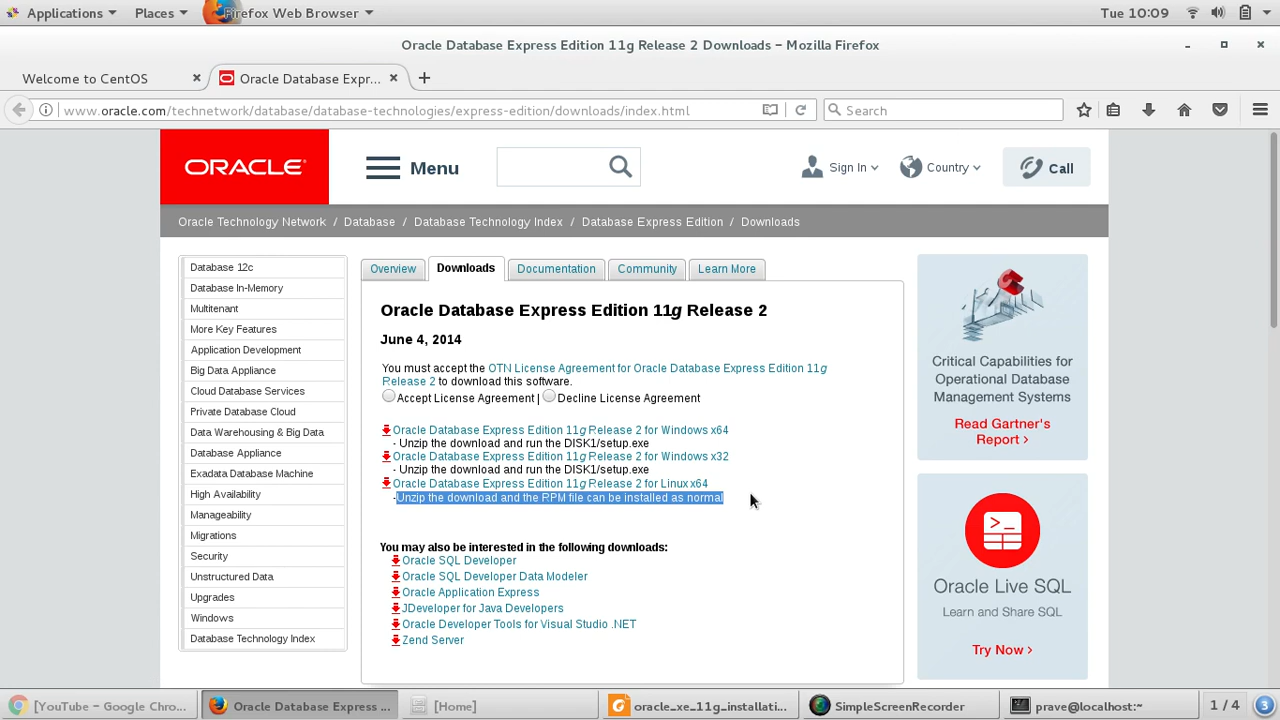 Applications Places Firefox Web Browser Tue 10:09
Oracle Database Express Edition 11g Release 2 Downloads – Mozilla Firefox
Welcome to CentOS × Oracle Database Expr... ×
www.oracle.com/technetwork/database/database-technologies/express-edition/downloads/index.html Search
ORACLE Menu Sign In Country Call
Oracle Technology Network / Database / Database Technology Index / Database Express Edition / Downloads
Database 12c
Database In-Memory
Multitenant
More Key Features
Application Development
Big Data Appliance
Cloud Database Services
Private Database Cloud
Data Warehousing & Big Data
Database Appliance
Exadata Database Machine
High Availability
Manageability
Migrations
Security
Unstructured Data
Upgrades
Windows
Database Technology Index
Overview Downloads Documentation Community Learn More
Oracle Database Express Edition 11g Release 2
June 4, 2014
You must accept the OTN License Agreement for Oracle Database Express Edition 11g
Release 2 to download this software.
Accept License Agreement | Decline License Agreement
Oracle Database Express Edition 11g Release 2 for Windows x64
- Unzip the download and run the DISK1/setup.exe
Oracle Database Express Edition 11g Release 2 for Windows x32
- Unzip the download and run the DISK1/setup.exe
Oracle Database Express Edition 11g Release 2 for Linux x64
-Unzip the download and the RPM file can be installed as normal
You may also be interested in the following downloads:
Oracle SQL Developer
Oracle SQL Developer Data Modeler
Oracle Application Express
JDeveloper for Java Developers
Oracle Developer Tools for Visual Studio .NET
Zend Server
Critical Capabilities for
Operational Database
Management Systems
Read Gartner's
Report >
Oracle Live SQL
Learn and Share SQL
Try Now >
[YouTube – Google Chro... Oracle Database Express ... [Home] oracle_xe_11g_installati... SimpleScreenRecorder prave@localhost:~ 1 / 4 3